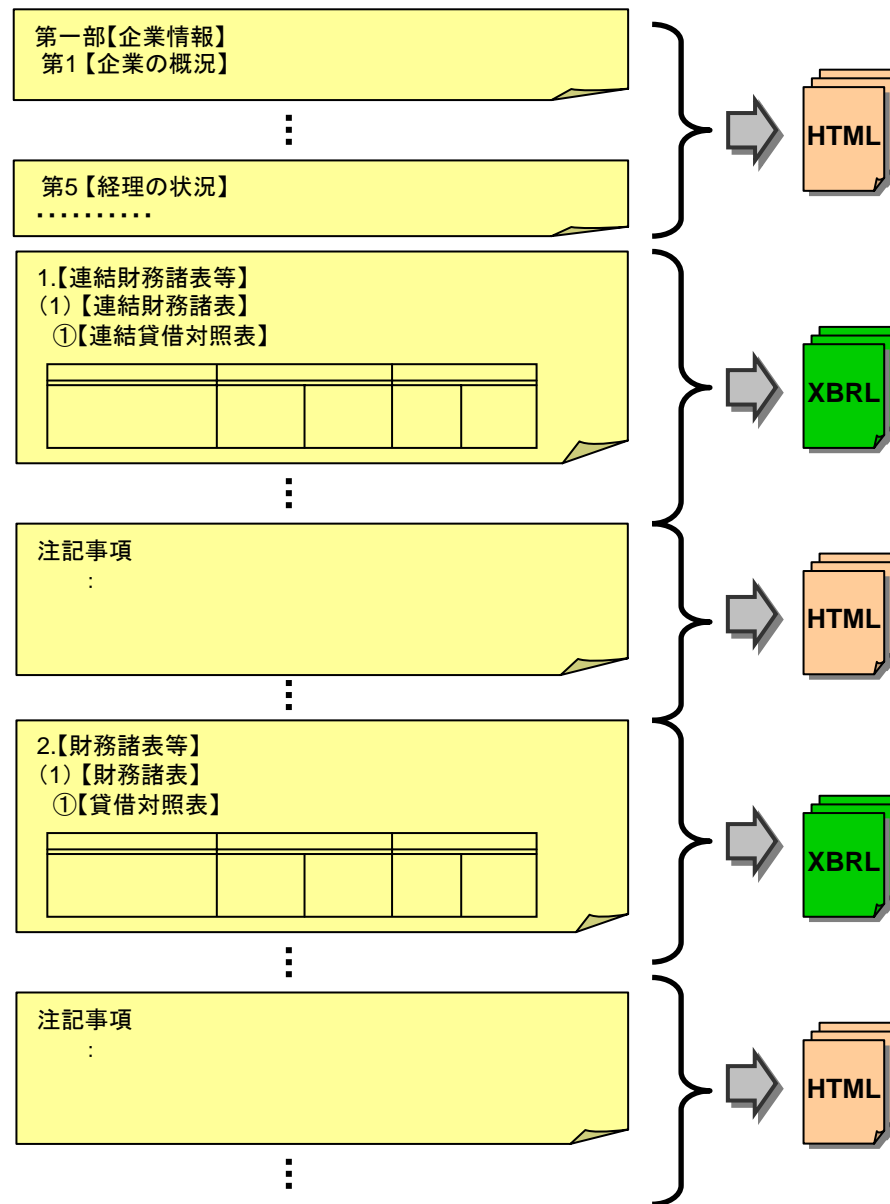 第一部【企業情報】
第1【企業の概況】
HTML
第5【経理の状況】
・・・・・・・・・・
1.【連結財務諸表等】
(1)【連結財務諸表】
①【連結貸借対照表】
XBRL
注記事項
:
HTML
2.【財務諸表等】
(1)【財務諸表】
①【貸借対照表】
XBRL
注記事項
:
HTML